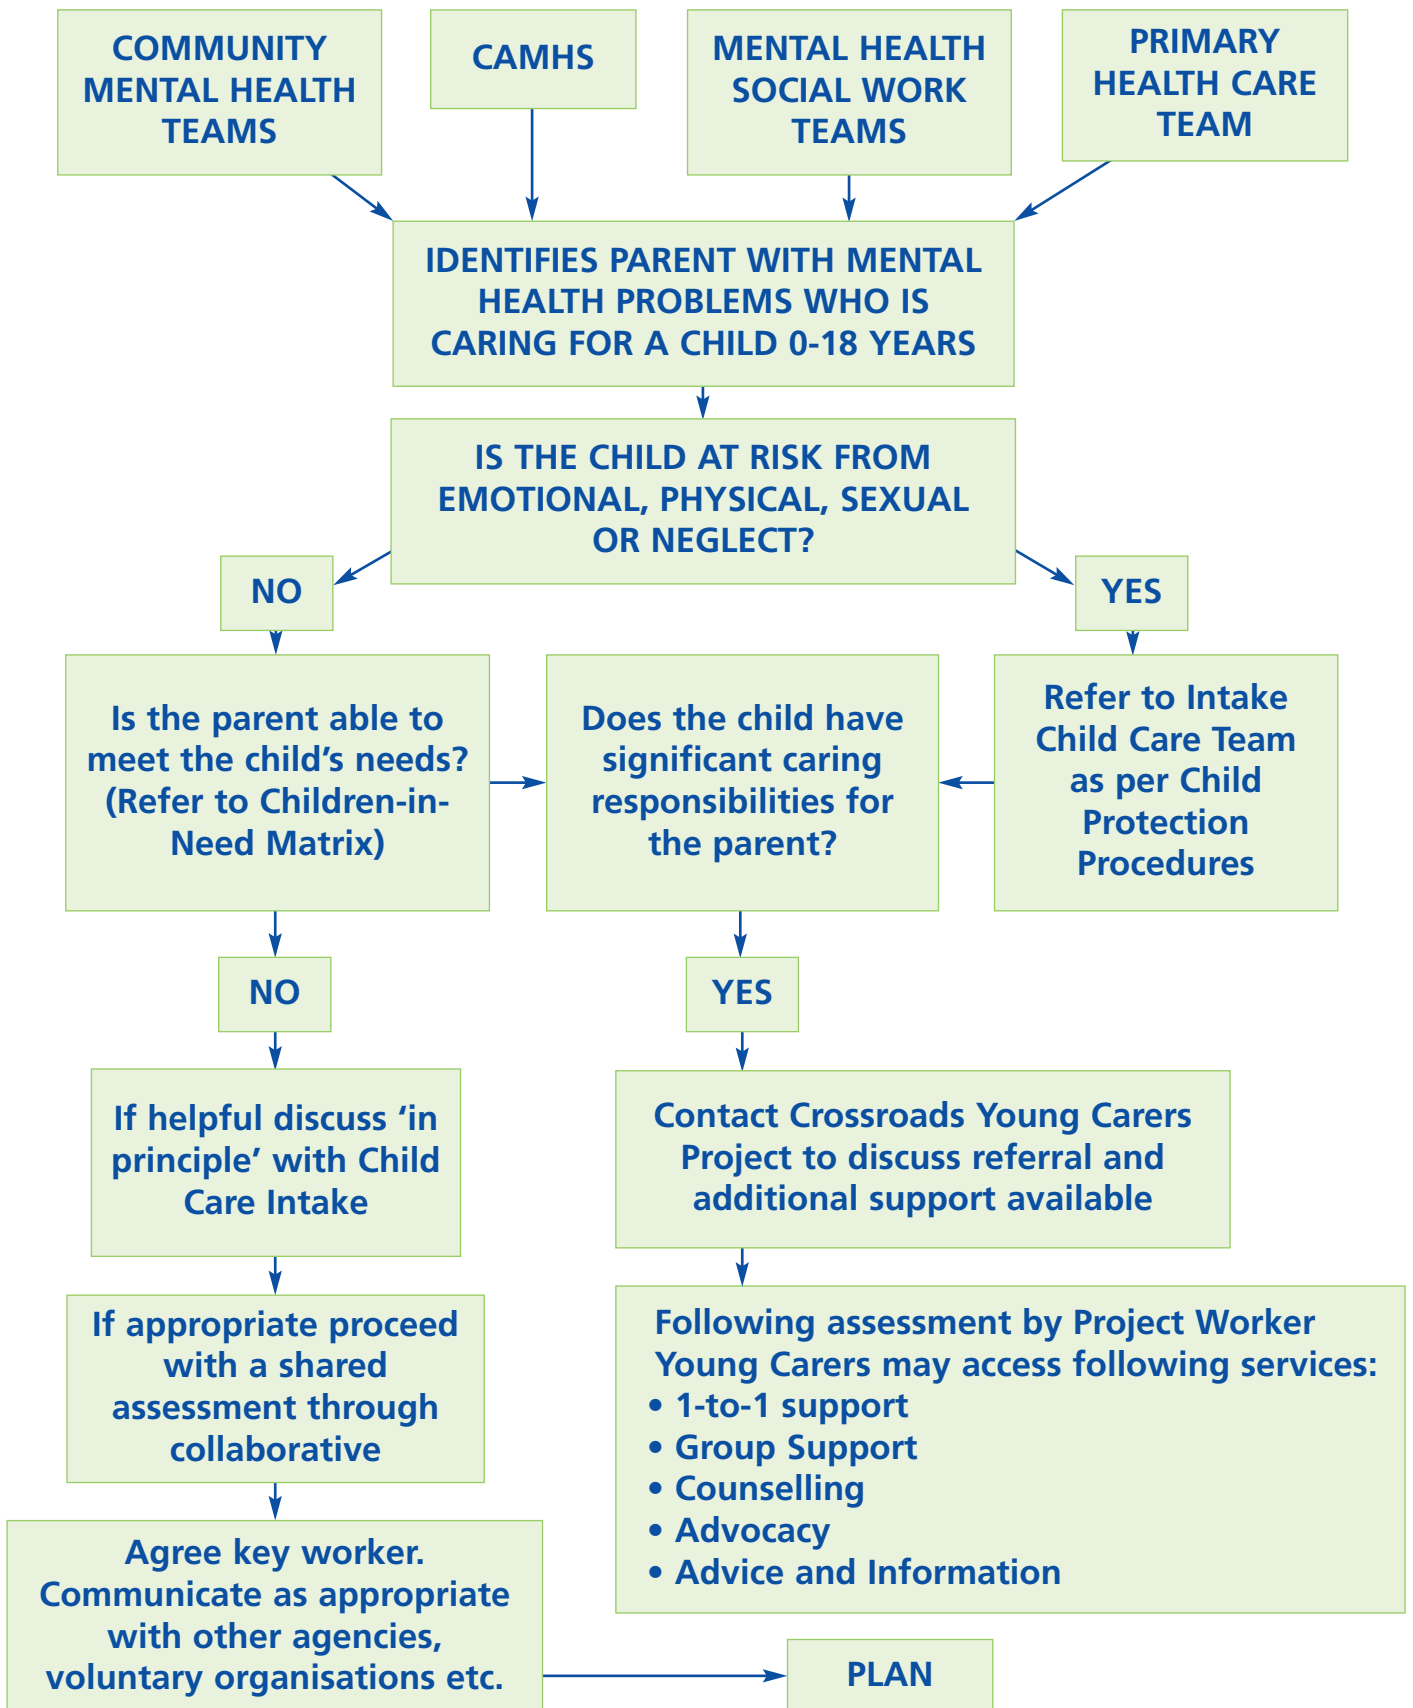 COMMUNITY
MENTAL HEALTH
TEAMS
CAMHS
MENTAL HEALTH
SOCIAL WORK
TEAMS
PRIMARY
HEALTH CARE
TEAM
IDENTIFIES PARENT WITH MENTAL
HEALTH PROBLEMS WHO IS
CARING FOR A CHILD 0-18 YEARS
IS THE CHILD AT RISK FROM
EMOTIONAL, PHYSICAL, SEXUAL
OR NEGLECT?
NO
YES
Is the parent able to
meet the child’s needs?
(Refer to Children-in-
Need Matrix)
Does the child have
significant caring
responsibilities for
the parent?
Refer to Intake
Child Care Team
as per Child
Protection
Procedures
NO
YES
If helpful discuss ‘in
principle’ with Child
Care Intake
Contact Crossroads Young Carers
Project to discuss referral and
additional support available
If appropriate proceed
with a shared
assessment through
collaborative
Following assessment by Project Worker
Young Carers may access following services:
• 1-to-1 support
• Group Support
• Counselling
• Advocacy
• Advice and Information
Agree key worker.
Communicate as appropriate
with other agencies,
voluntary organisations etc.
PLAN